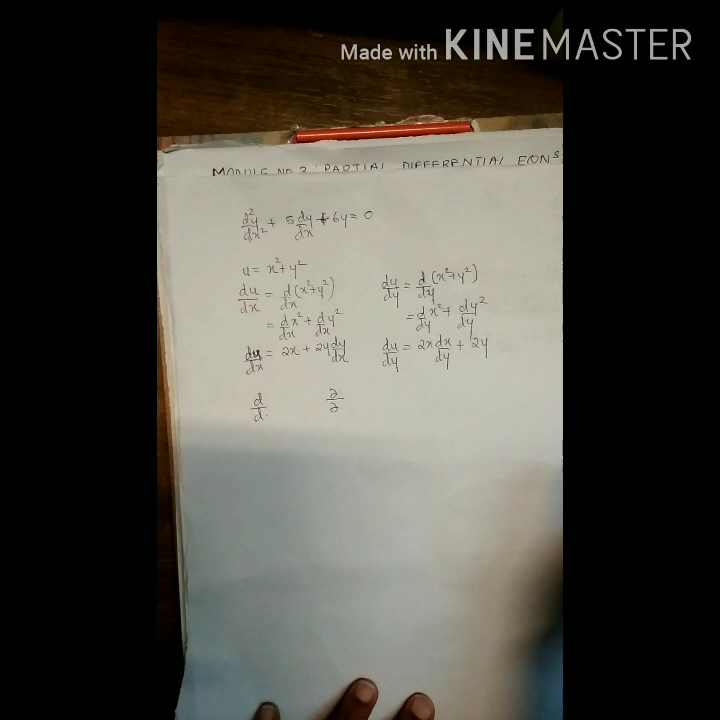 Made with KINEMASTER
MODULE NO 3 PARTIAL DIFFERENTIAL EQNS
d²y/dx² + 5 dy/dx + 6y = 0
u = x² + y²
du/dx = d/dx (x² + y²)
= d/dx x² + d/dx y²
du/dx = 2x + 2y dy/dx
du/dy = d/dy (x² + y²)
= d/dy x² + dy²/dy
du/dy = 2x dx/dy + 2y
d/d. ∂/∂.